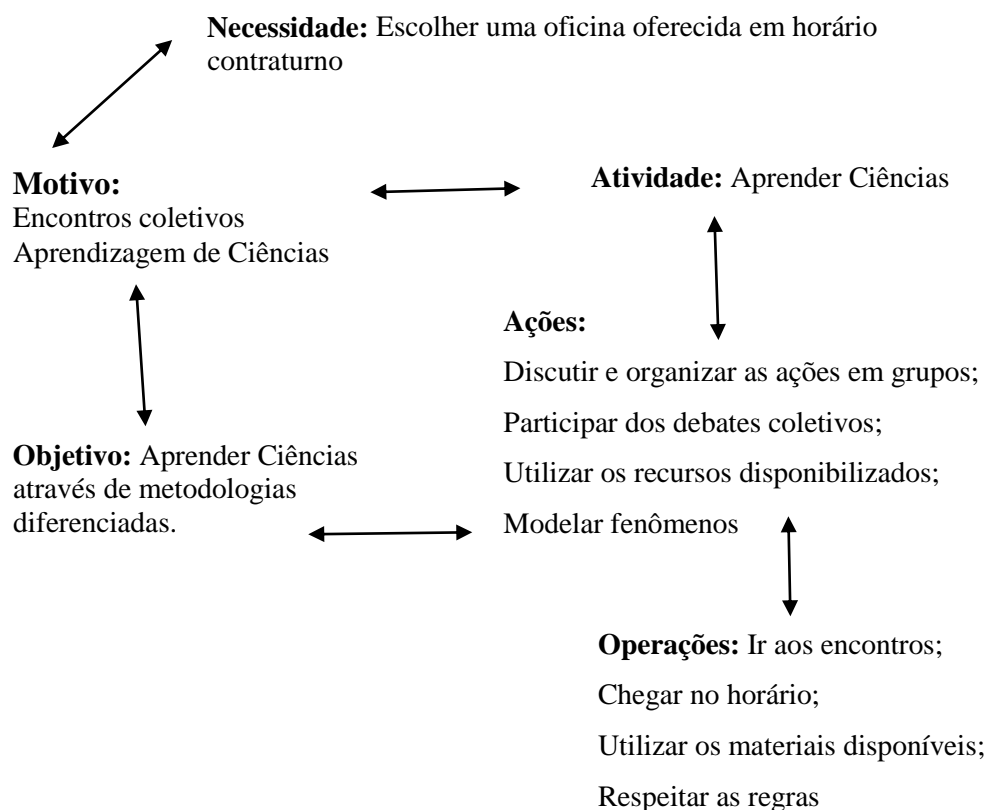 Necessidade: Escolher uma oficina oferecida em horário
contraturno
Motivo:
Encontros coletivos
Aprendizagem de Ciências
Atividade: Aprender Ciências
Ações:
Discutir e organizar as ações em grupos;
Participar dos debates coletivos;
Utilizar os recursos disponibilizados;
Modelar fenômenos
Objetivo: Aprender Ciências
através de metodologias
diferenciadas.
Operações: Ir aos encontros;
Chegar no horário;
Utilizar os materiais disponíveis;
Respeitar as regras